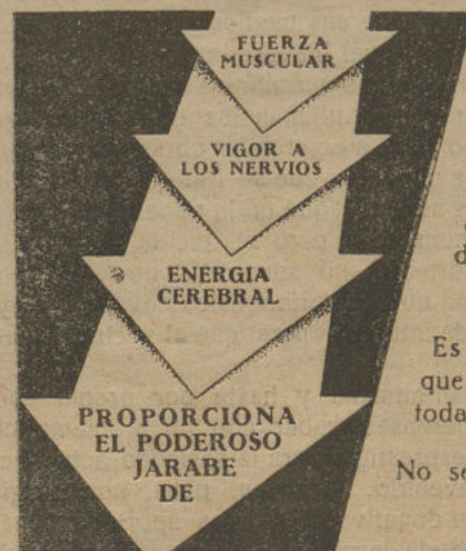 FUERZA
MUSCULAR
VIGOR A
LOS NERVIOS
ENERGIA
CEREBRAL
PROPORCIONA
EL PODEROSO
JARABE
DE
d
Es
que
toda
No se